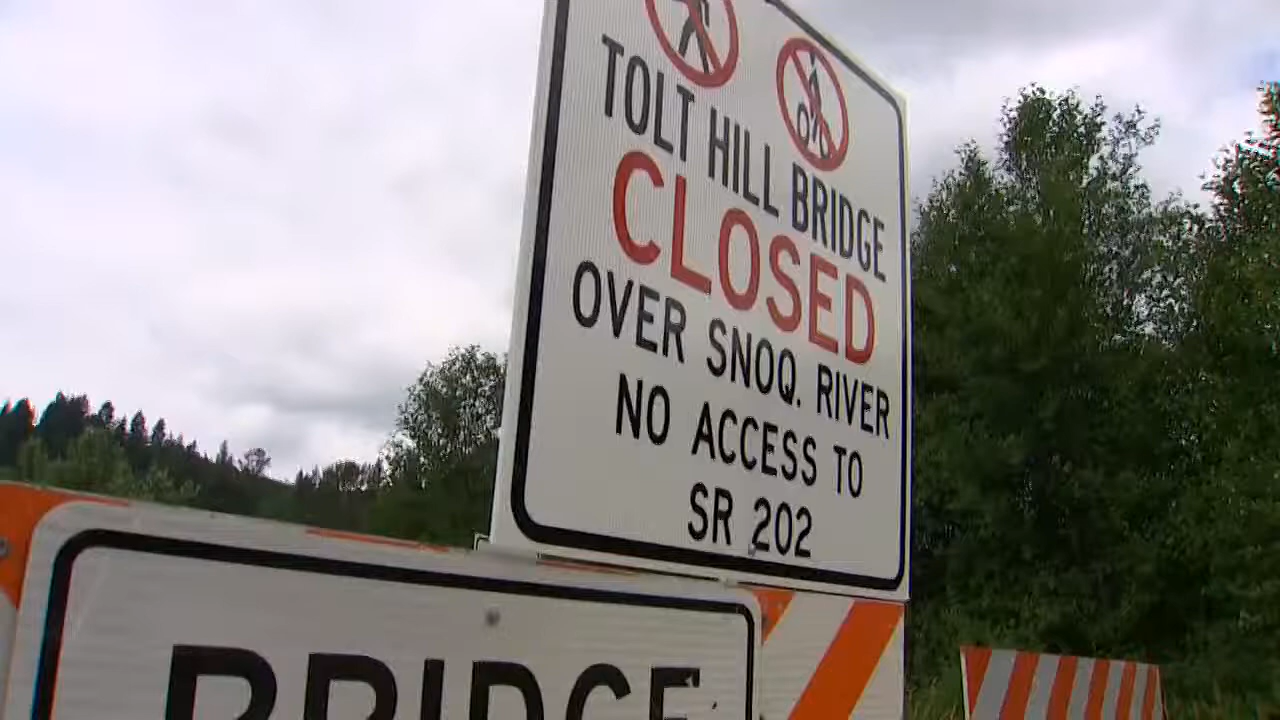 TOLT HILL BRIDGE
CLOSED
OVER SNOQ. RIVER
NO ACCESS TO
SR 202
BRIDGE